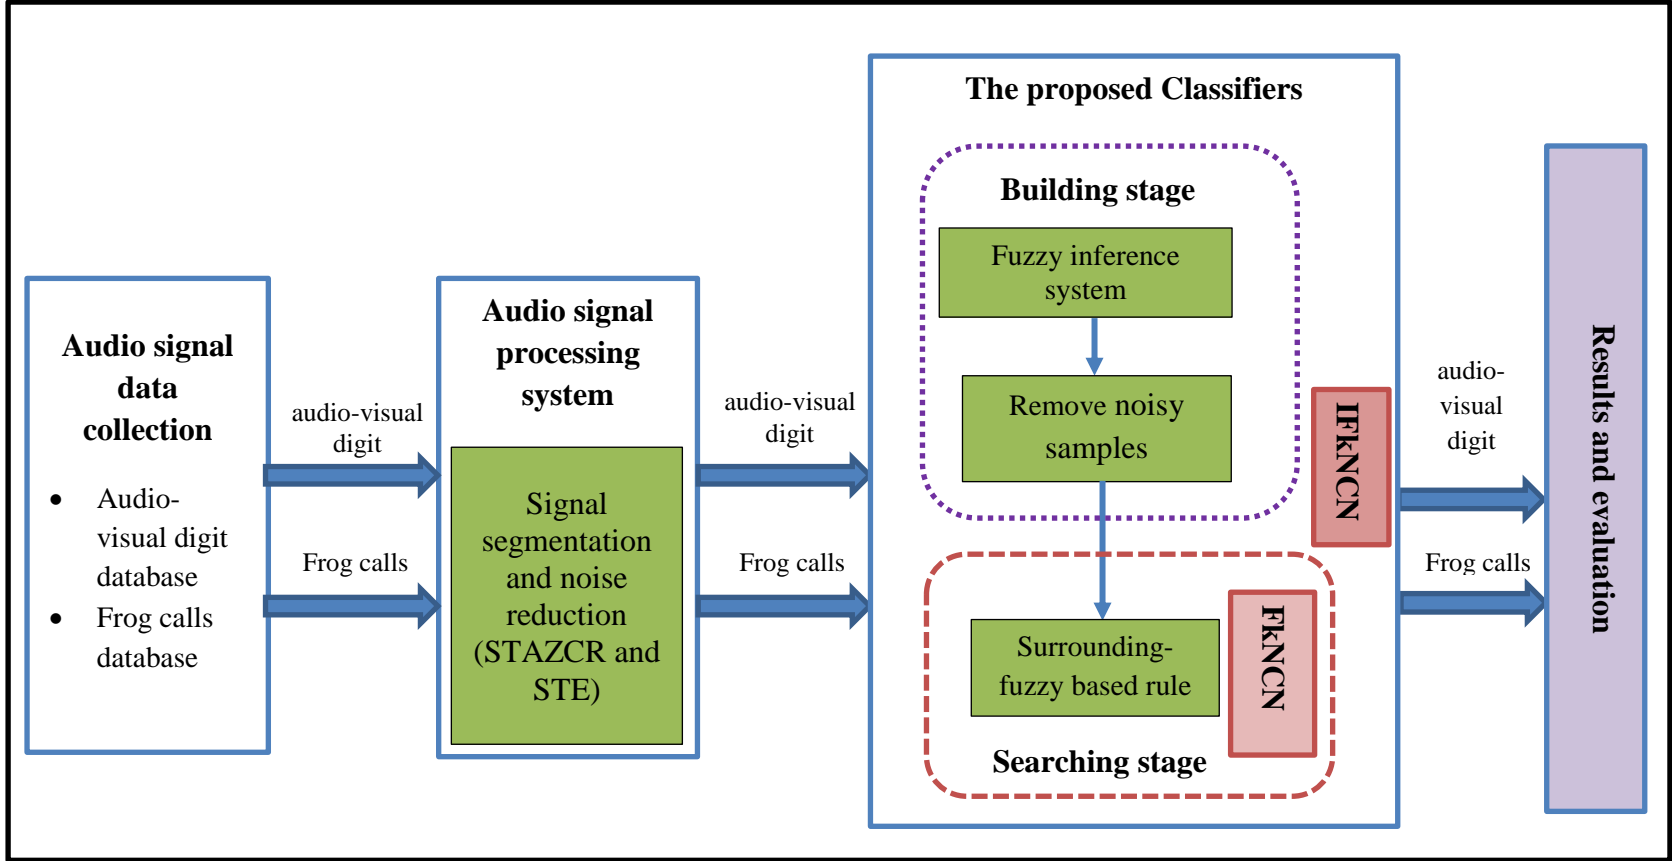 Audio signal
data
collection
• Audio-
visual digit
database
• Frog calls
database
audio-visual
digit
Frog calls
Audio signal
processing
system
Signal
segmentation
and noise
reduction
(STAZCR and
STE)
audio-visual
digit
Frog calls
The proposed Classifiers
Building stage
Fuzzy inference
system
Remove noisy
samples
IFkNCN
Surrounding-
fuzzy based rule
FkNCN
Searching stage
audio-
visual
digit
Frog calls
Results and evaluation